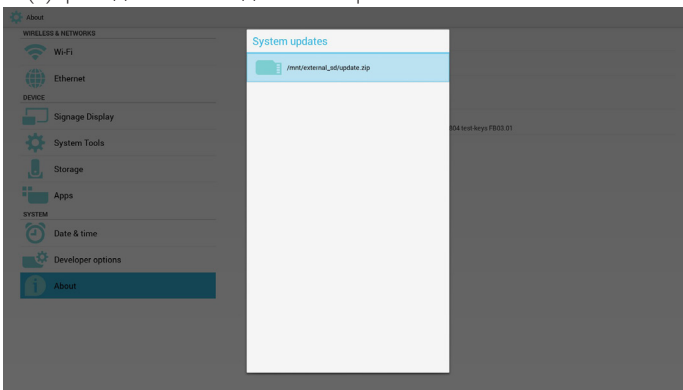 About
WIRELESS & NETWORKS
Wi-Fi
Ethernet
DEVICE
Signage Display
System Tools
Storage
Apps
SYSTEM
Date & time
Developer options
About
System updates
/mnt/external_sd/update.zip
804 test-keys FB03.01